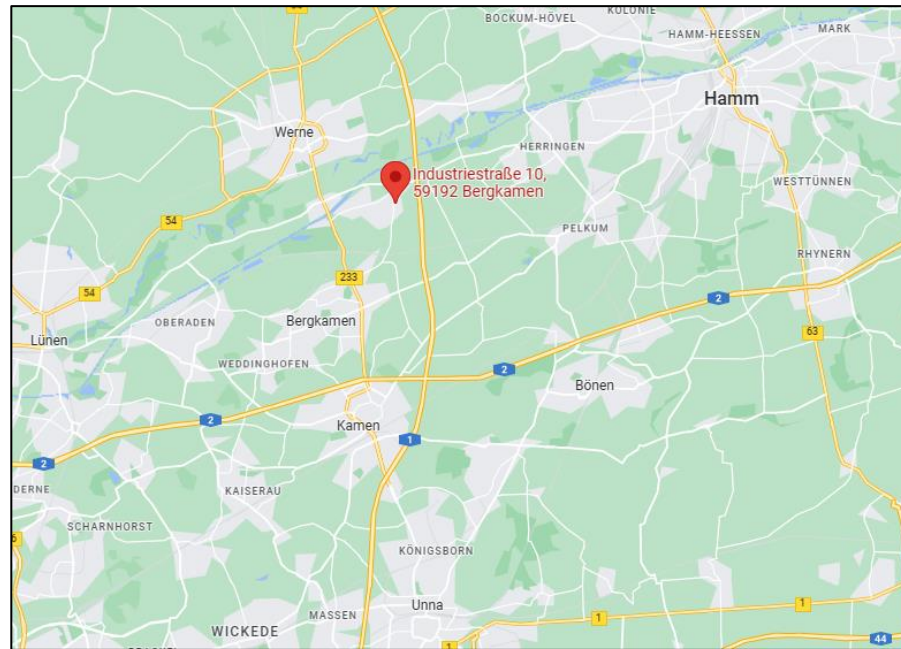 BOCKUM-HÖVEL
KOLONIE
HAMM-HEESSEN
MARK
Hamm
Werne
HERRINGEN
Industriestraße 10,
59192 Bergkamen
WESTTÜNNEN
54
PELKUM
RHYNERN
233
54
2
OBERADEN
Bergkamen
63
Lünen
WEDDINGHOFEN
2
Bönen
2
Kamen
1
2
DERNE
KAISERAU
SCHARNHORST
KÖNIGSBORN
MASSEN
Unna
1
1
WICKEDE
1
44